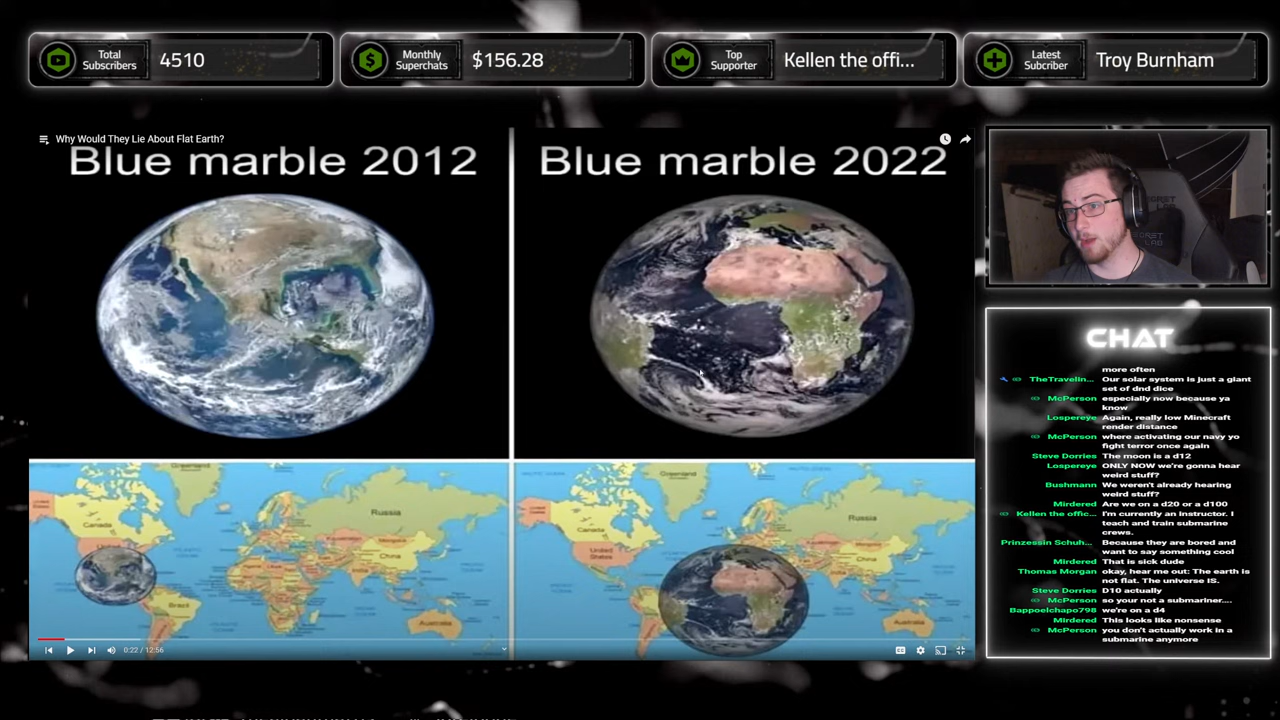 Total
Subscribers
4510
Monthly
Superchats
$156.28
Top
Supporter
Kellen the offi...
Latest
Subcriber
Troy Burnham
Why Would They Lie About Flat Earth?
Blue marble 2012
Blue marble 2022
Greenland
Canada
Russia
Mongolia
China
Brazil
Australia
Greenland
Canada
United
States
Russia
Mongolia
China
Australia
0:22 / 12:56
CHAT
more often
TheTravelin... Our solar system is just a giant
set of dnd dice
McPerson especially now because ya
know
Lospereye Again, really low Minecraft
render distance
McPerson where activating our navy yo
fight terror once again
Steve Dorries The moon is a d12
Lospereye ONLY NOW we're gonna hear
weird stuff?
Bushmann We weren't already hearing
weird stuff?
Mirdered Are we on a d20 or a d100
Kellen the offic... I'm currently an instructor. I
teach and train submarine
crews.
Prinzessin Schuh... Because they are bored and
want to say something cool
Mirdered That is sick dude
Thomas Morgan okay, hear me out: The earth is
not flat. The universe IS.
Steve Dorries D10 actually
McPerson so your not a submariner....
Bappoelchapo798 we're on a d4
Mirdered This looks like nonsense
McPerson you don't actually work in a
submarine anymore